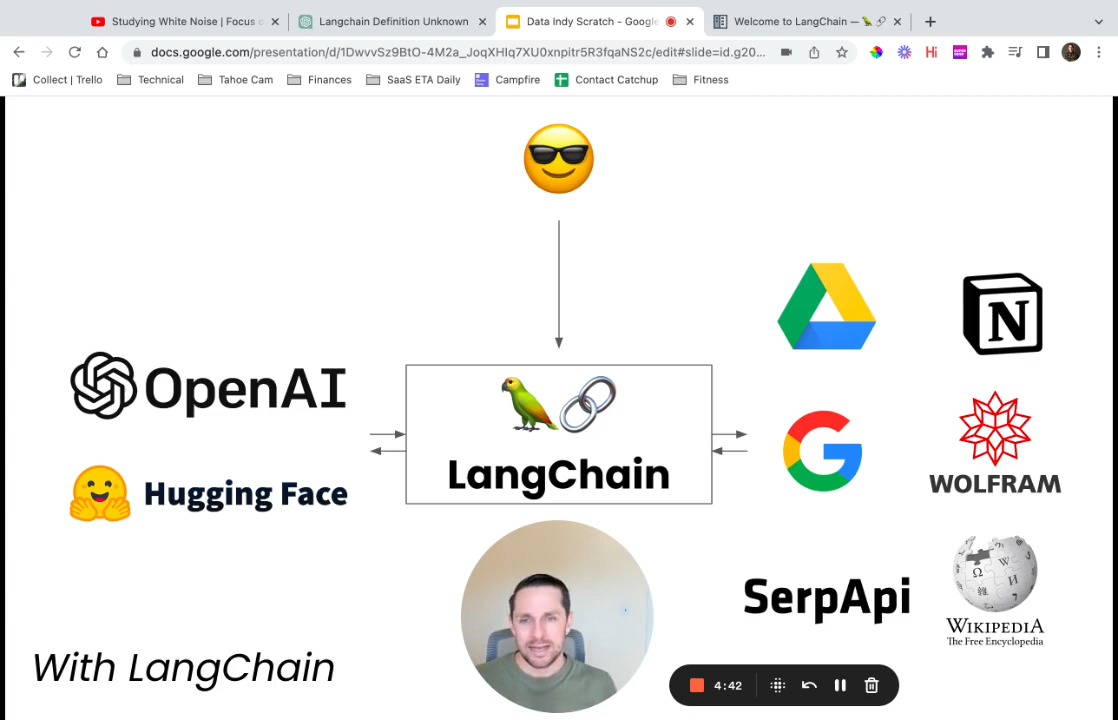 Studying White Noise | Focus o
Langchain Definition Unknown
Data Indy Scratch - Google
Welcome to LangChain —
docs.google.com/presentation/d/1DwvvSz9BtO-4M2a_JoqXHIq7XU0xnpitr5R3fqaNS2c/edit#slide=id.g20...
Hi
Collect | Trello
Technical
Tahoe Cam
Finances
SaaS ETA Daily
Campfire
Contact Catchup
Fitness
N
OpenAI
LangChain
Hugging Face
WOLFRAM
SerpApi
WIKIPEDIA
The Free Encyclopedia
With LangChain
4:42